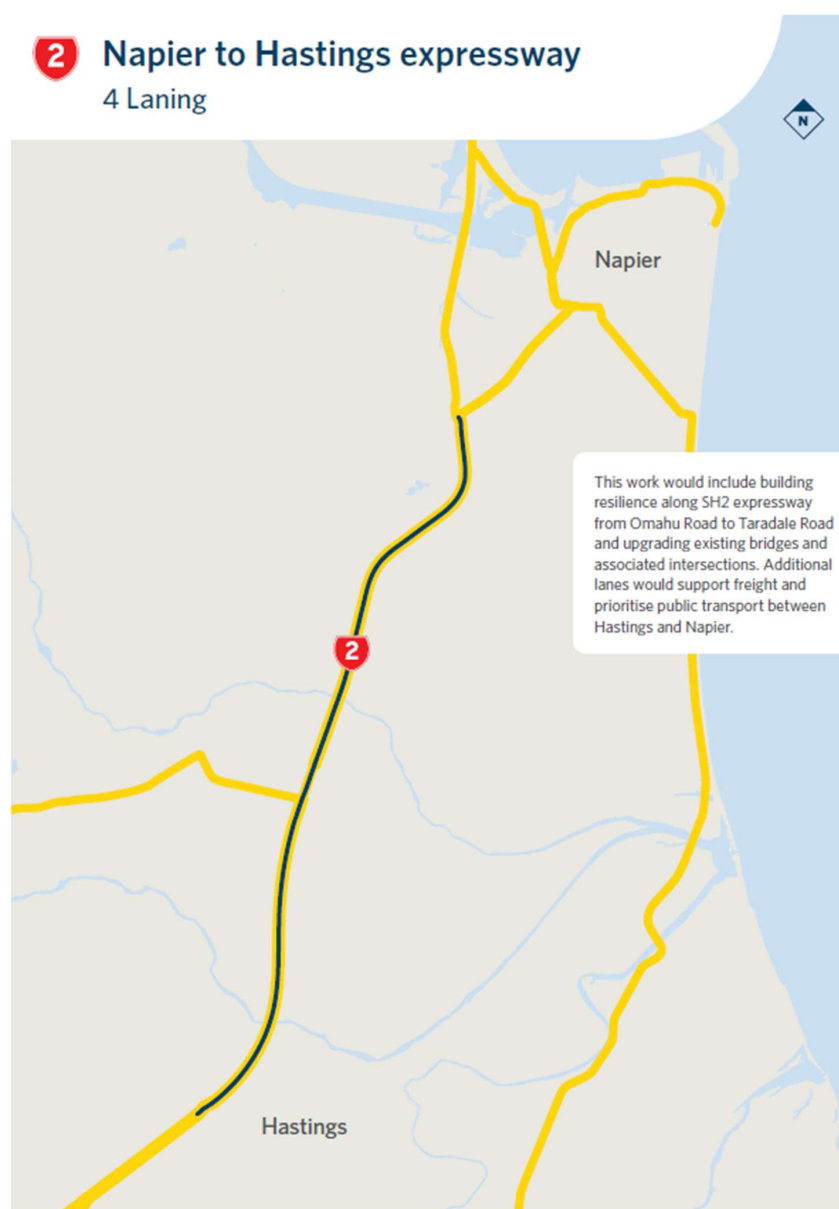 2
Napier to Hastings expressway
4 Laning
N
Napier
This work would include building
resilience along SH2 expressway
from Omahu Road to Taradale Road
and upgrading existing bridges and
associated intersections. Additional
lanes would support freight and
prioritise public transport between
Hastings and Napier.
2
Hastings